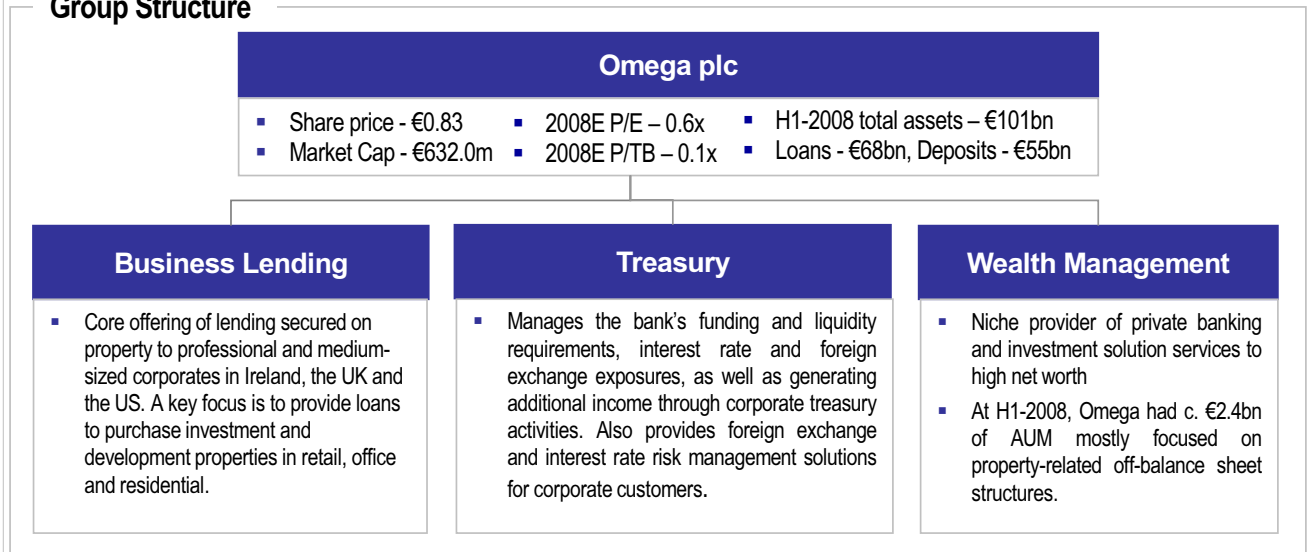 Group Structure
Omega plc
▪ Share price - €0.83
▪ Market Cap - €632.0m
▪ 2008E P/E – 0.6x
▪ 2008E P/TB – 0.1x
▪ H1-2008 total assets – €101bn
▪ Loans - €68bn, Deposits - €55bn
Business Lending
▪ Core offering of lending secured on
property to professional and medium-
sized corporates in Ireland, the UK and
the US. A key focus is to provide loans
to purchase investment and
development properties in retail, office
and residential.
Treasury
▪ Manages the bank’s funding and liquidity
requirements, interest rate and foreign
exchange exposures, as well as generating
additional income through corporate treasury
activities. Also provides foreign exchange
and interest rate risk management solutions
for corporate customers.
Wealth Management
▪ Niche provider of private banking
and investment solution services to
high net worth
▪ At H1-2008, Omega had c. €2.4bn
of AUM mostly focused on
property-related off-balance sheet
structures.